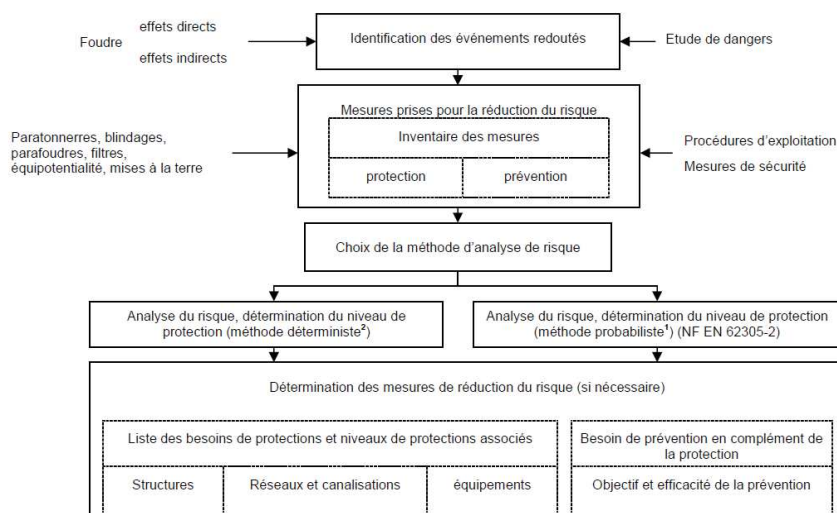 effets directs
Foudre
effets indirects
Identification des événements redoutés
Etude de dangers
Mesures prises pour la réduction du risque
Paratonnerres, blindages,
parafoudres, filtres,
équipotentialité, mises à la terre
Inventaire des mesures
protection
prévention
Procédures d'exploitation
Mesures de sécurité
Choix de la méthode d'analyse de risque
Analyse du risque, détermination du niveau de
protection (méthode déterministe²)
Analyse du risque, détermination du niveau de protection
(méthode probabiliste¹) (NF EN 62305-2)
Détermination des mesures de réduction du risque (si nécessaire)
Liste des besoins de protections et niveaux de protections associés
Structures
Réseaux et canalisations
équipements
Besoin de prévention en complément de
la protection
Objectif et efficacité de la prévention